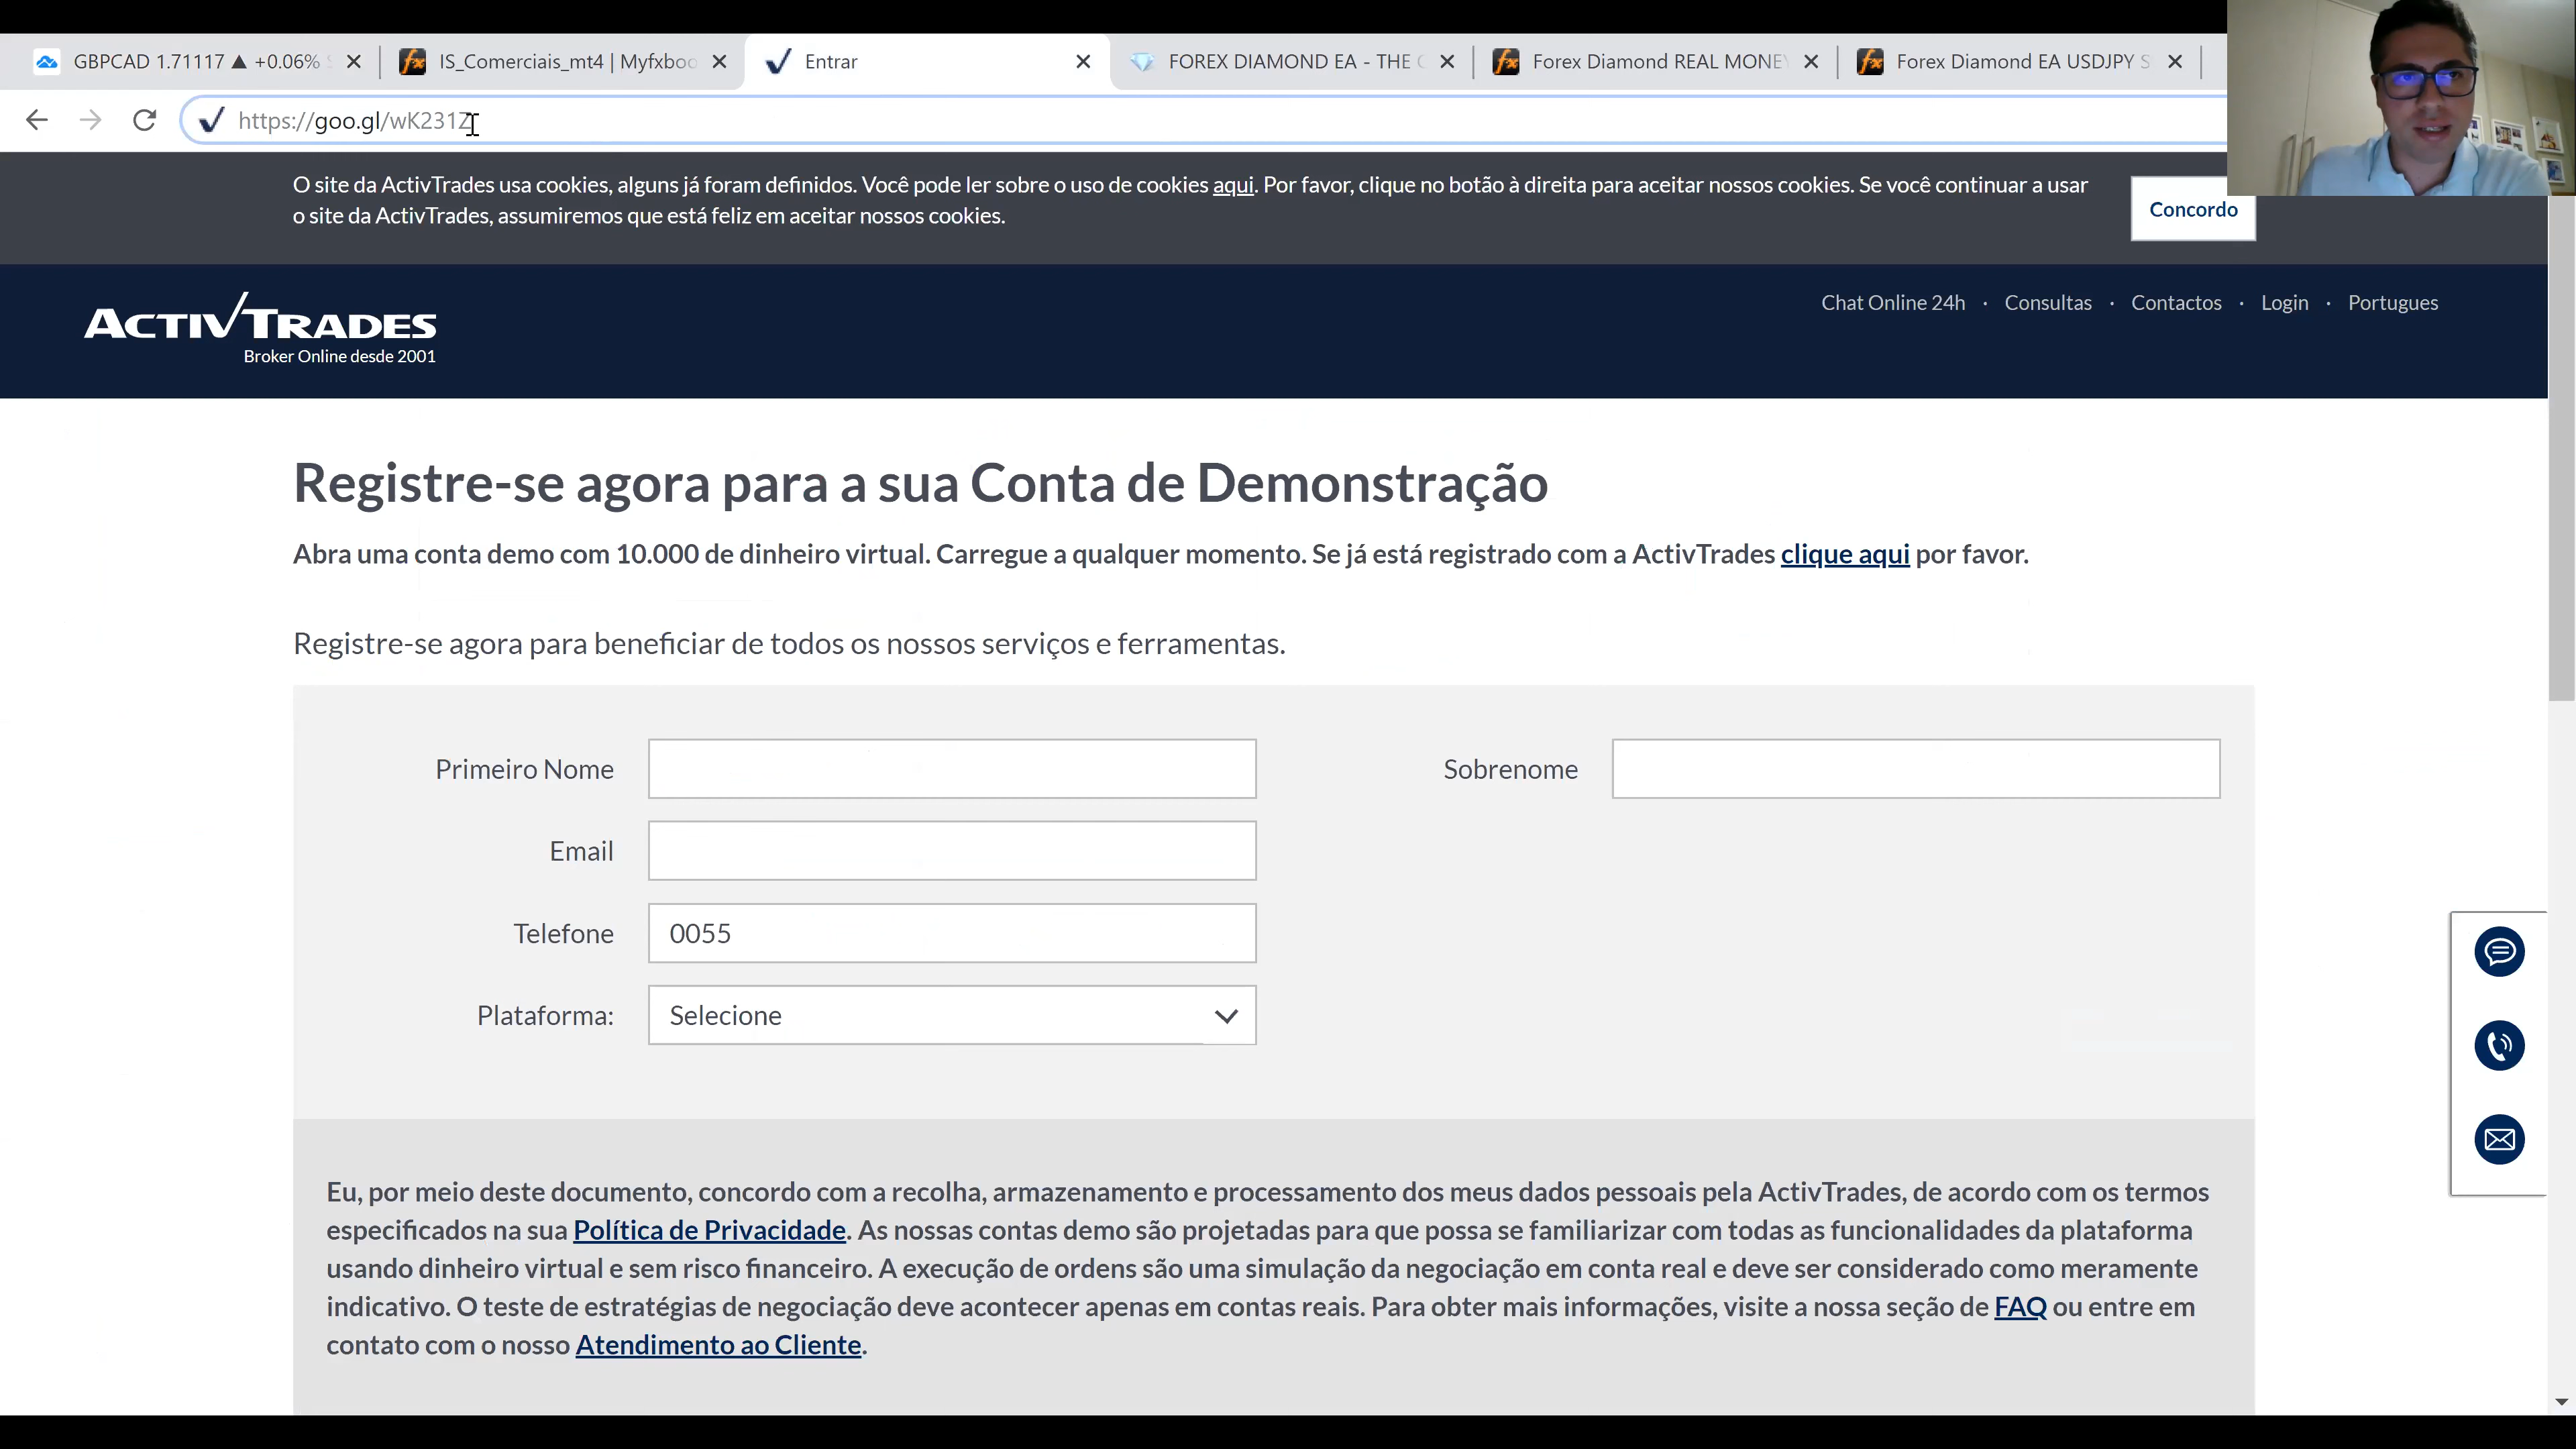 GBPCAD 1.71117 ▲ +0.06%
IS_Comerciais_mt4 | Myfxboo
Entrar
FOREX DIAMOND EA - THE
Forex Diamond REAL MONEY
Forex Diamond EA USDJPY S
https://goo.gl/wK231Z
O site da ActivTrades usa cookies, alguns já foram definidos. Você pode ler sobre o uso de cookies aqui. Por favor, clique no botão à direita para aceitar nossos cookies. Se você continuar a usar
o site da ActivTrades, assumiremos que está feliz em aceitar nossos cookies.
Concordo
ACTIVTRADES
Broker Online desde 2001
Chat Online 24h · Consultas · Contactos · Login · Portugues
Registre-se agora para a sua Conta de Demonstração
Abra uma conta demo com 10.000 de dinheiro virtual. Carregue a qualquer momento. Se já está registrado com a ActivTrades clique aqui por favor.
Registre-se agora para beneficiar de todos os nossos serviços e ferramentas.
Primeiro Nome
Sobrenome
Email
Telefone 0055
Plataforma: Selecione
Eu, por meio deste documento, concordo com a recolha, armazenamento e processamento dos meus dados pessoais pela ActivTrades, de acordo com os termos
especificados na sua Política de Privacidade. As nossas contas demo são projetadas para que possa se familiarizar com todas as funcionalidades da plataforma
usando dinheiro virtual e sem risco financeiro. A execução de ordens são uma simulação da negociação em conta real e deve ser considerado como meramente
indicativo. O teste de estratégias de negociação deve acontecer apenas em contas reais. Para obter mais informações, visite a nossa seção de FAQ ou entre em
contato com o nosso Atendimento ao Cliente.